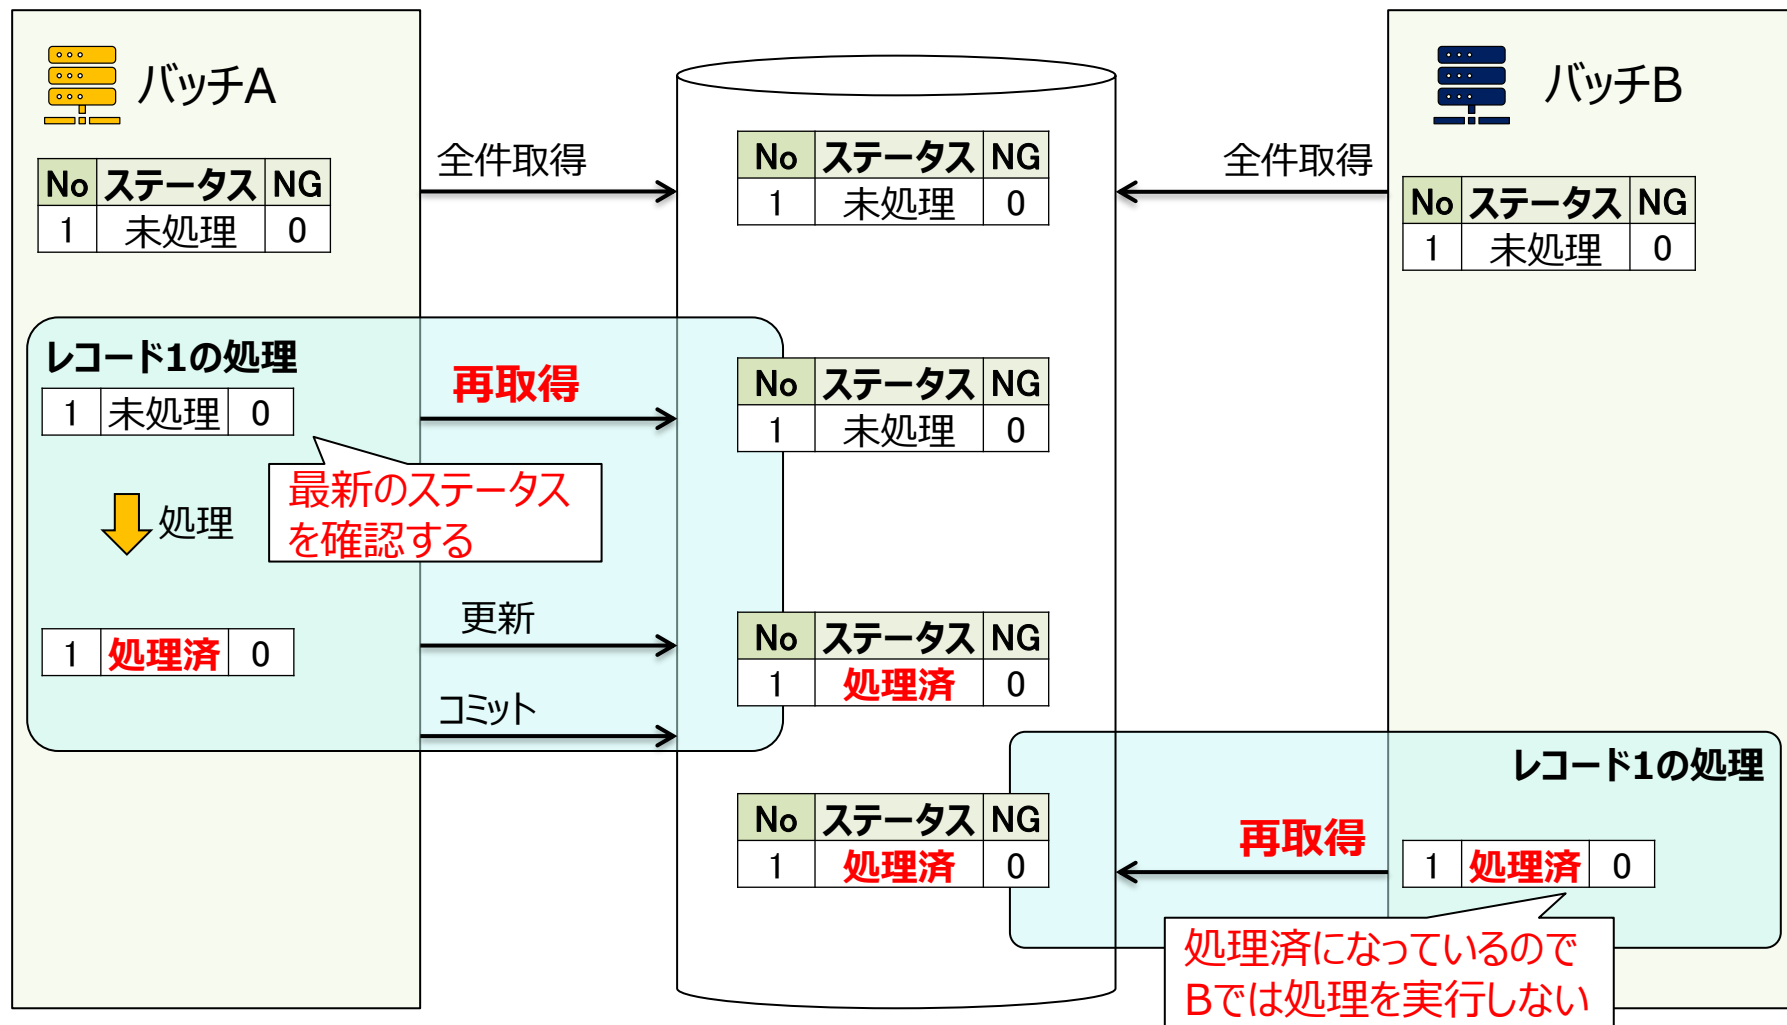 バッチA
No ステータス NG
1 未処理 0
全件取得
No ステータス NG
1 未処理 0
全件取得
バッチB
No ステータス NG
1 未処理 0
レコード1の処理
1 未処理 0
再取得
No ステータス NG
1 未処理 0
最新のステータス
を確認する
処理
更新
1 処理済 0
No ステータス NG
1 処理済 0
コミット
レコード1の処理
No ステータス NG
1 処理済 0
再取得
1 処理済 0
処理済になっているので
Bでは処理を実行しない